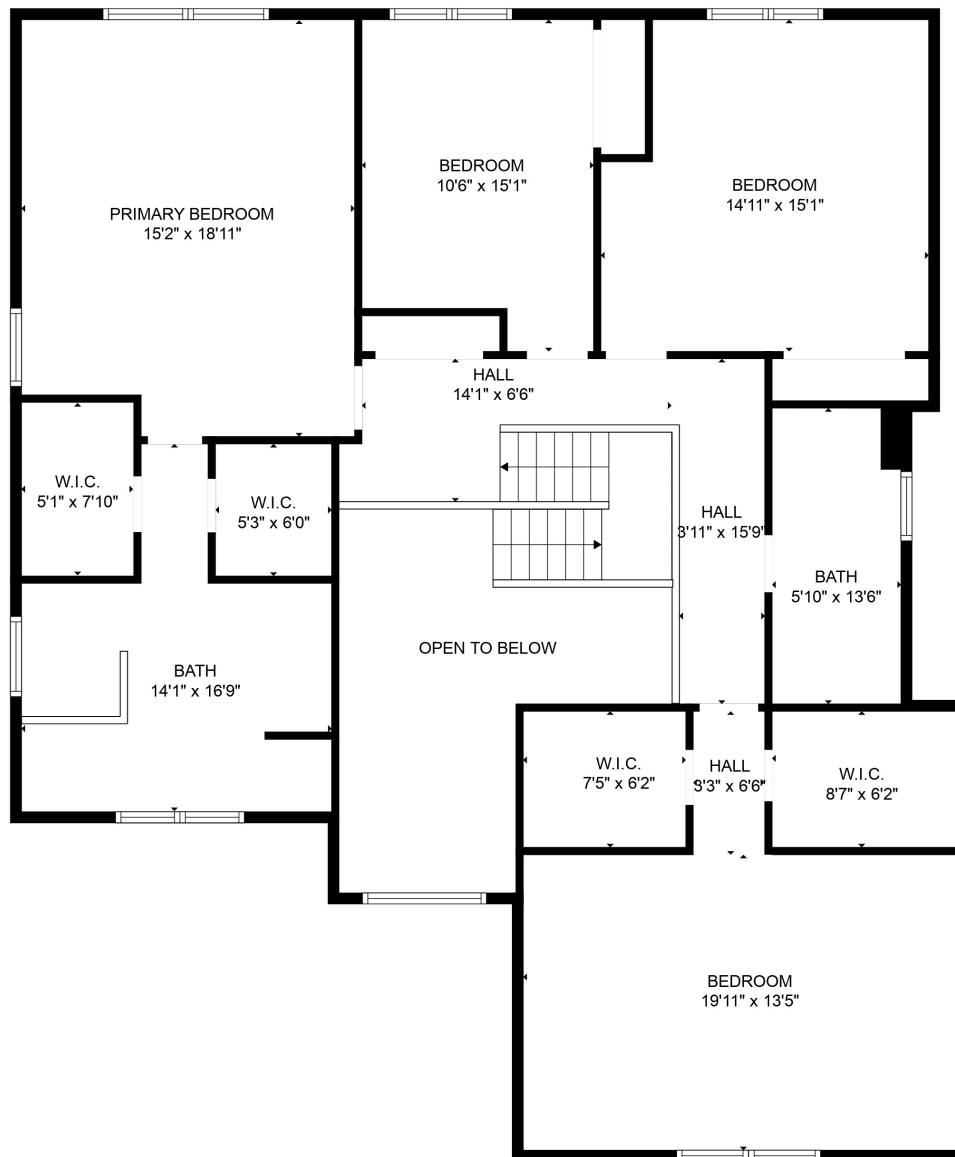 BEDROOM
10'6" x 15'1"
BEDROOM
14'11" x 15'1"
PRIMARY BEDROOM
15'2" x 18'11"
HALL
14'1" x 6'6"
W.I.C.
5'1" x 7'10"
W.I.C.
5'3" x 6'0"
HALL
3'11" x 15'9"
BATH
5'10" x 13'6"
OPEN TO BELOW
BATH
14'1" x 16'9"
W.I.C.
7'5" x 6'2"
HALL
3'3" x 6'6"
W.I.C.
8'7" x 6'2"
BEDROOM
19'11" x 13'5"